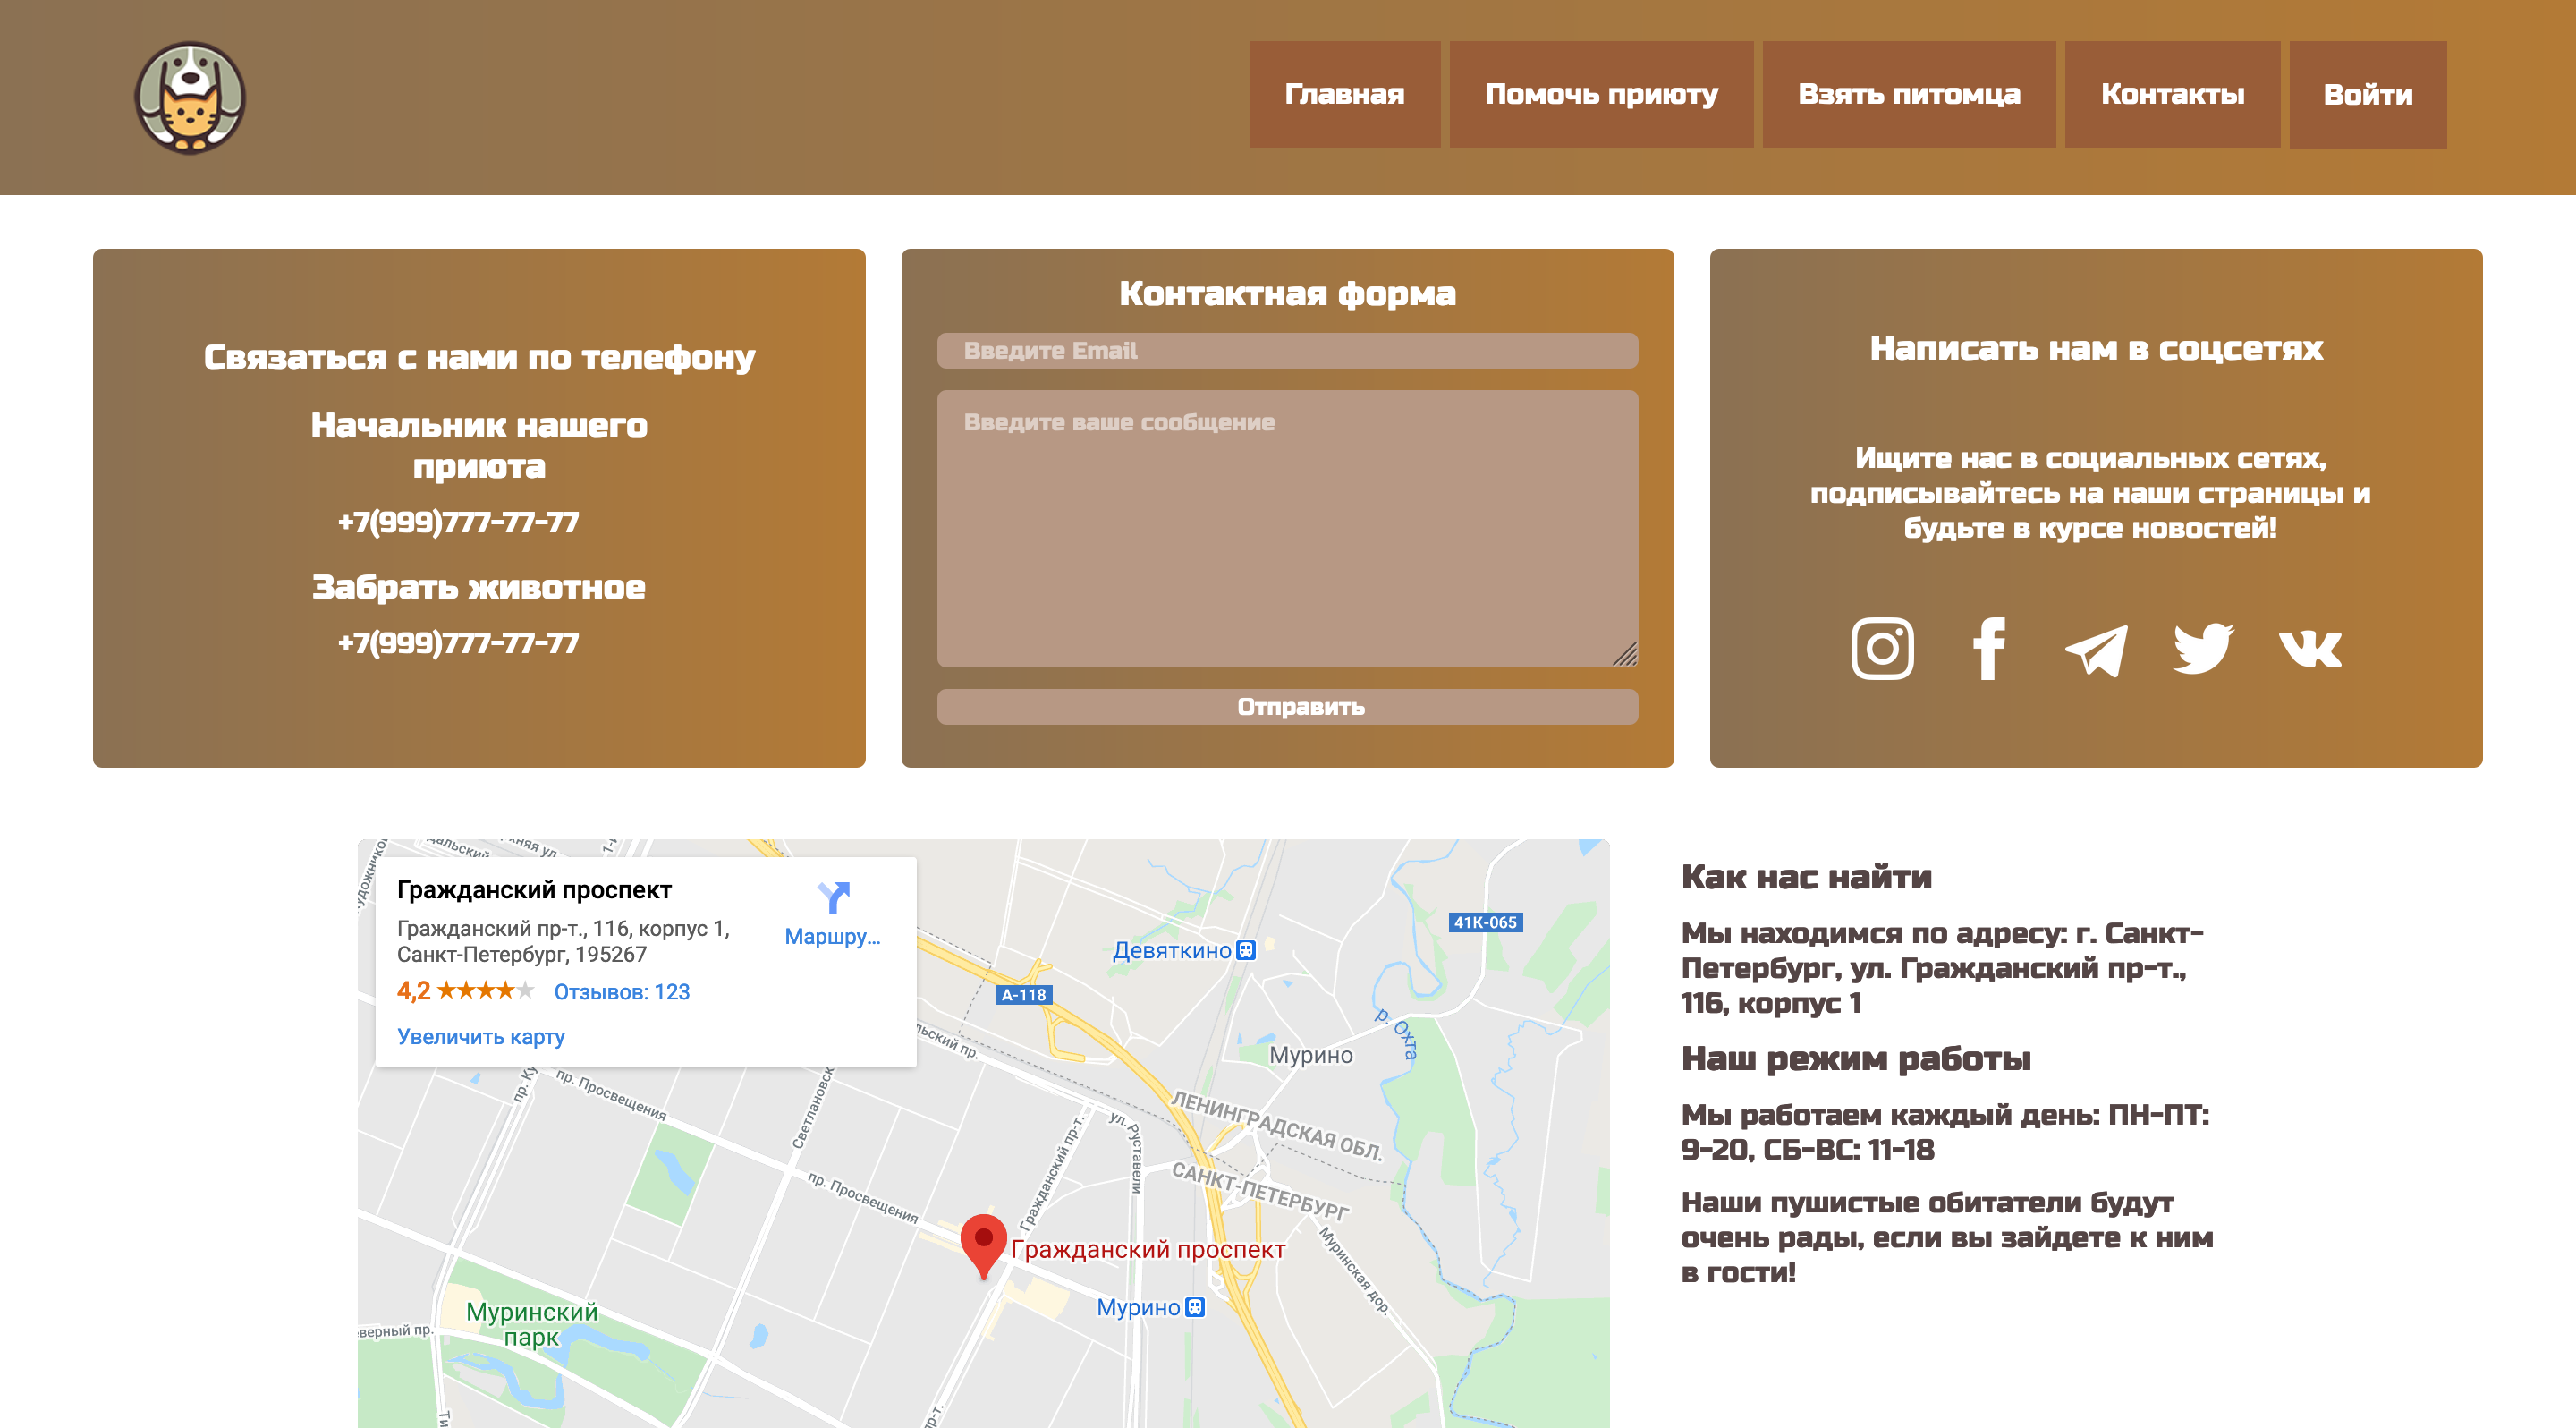 Главная
Помочь приюту
Взять питомца
Контакты
Войти
Связаться с нами по телефону
Начальник нашего
приюта
+7(999)777-77-77
Забрать животное
+7(999)777-77-77
Контактная форма
Введите Email
Введите ваше сообщение
Отправить
Написать нам в соцсетях
Ищите нас в социальных сетях,
подписывайтесь на наши страницы и
будьте в курсе новостей!
Гражданский проспект
Гражданский пр-т., 116, корпус 1,
Санкт-Петербург, 195267
Маршру...
4,2
Отзывов: 123
Увеличить карту
Девяткино
41K-065
A-118
р. Охта
Мурино
ЛЕНИНГРАДСКАЯ ОБЛ.
САНКТ-ПЕТЕРБУРГ
пр. Просвещения
Светлановск
ул. Руставели
Гражданский пр-т.
пр. Просвещения
Гражданский проспект
Мурино
Муринская дор.
Муринский
парк
Как нас найти
Мы находимся по адресу: г. Санкт-
Петербург, ул. Гражданский пр-т.,
116, корпус 1
Наш режим работы
Мы работаем каждый день: ПН-ПТ:
9-20, СБ-ВС: 11-18
Наши пушистые обитатели будут
очень рады, если вы зайдете к ним
в гости!